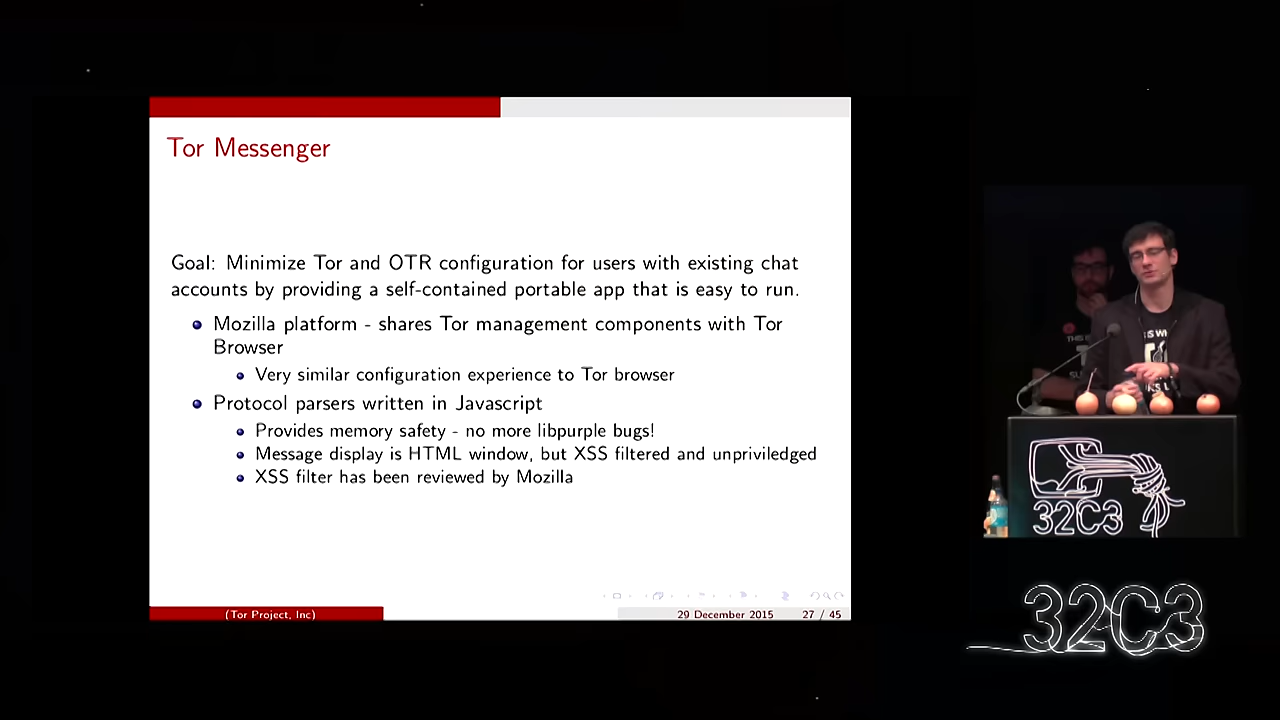 Tor Messenger
Goal: Minimize Tor and OTR configuration for users with existing chat
accounts by providing a self-contained portable app that is easy to run.
Mozilla platform - shares Tor management components with Tor
Browser
Very similar configuration experience to Tor browser
Protocol parsers written in Javascript
Provides memory safety - no more libpurple bugs!
Message display is HTML window, but XSS filtered and unpriviledged
XSS filter has been reviewed by Mozilla
(Tor Project, Inc)
29 December 2015
27 / 45
32C3
32C3